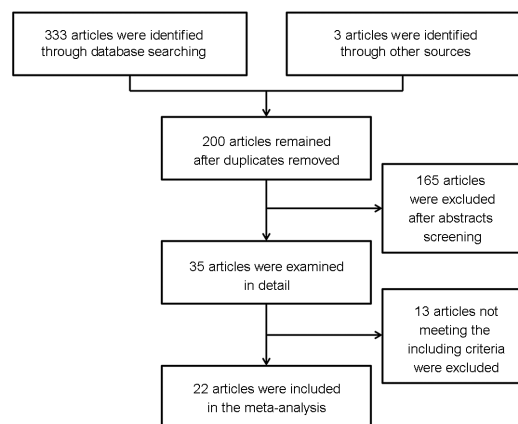 333 articles were identified
through database searching
3 articles were identified
through other sources
200 articles remained
after duplicates removed
165 articles
were excluded
after abstracts
screening
35 articles were examined
in detail
13 articles not
meeting the
including criteria
were excluded
22 articles were included
in the meta-analysis